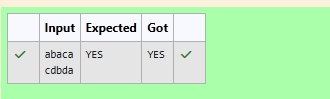 Input Expected Got
abaca YES YES
cdbda